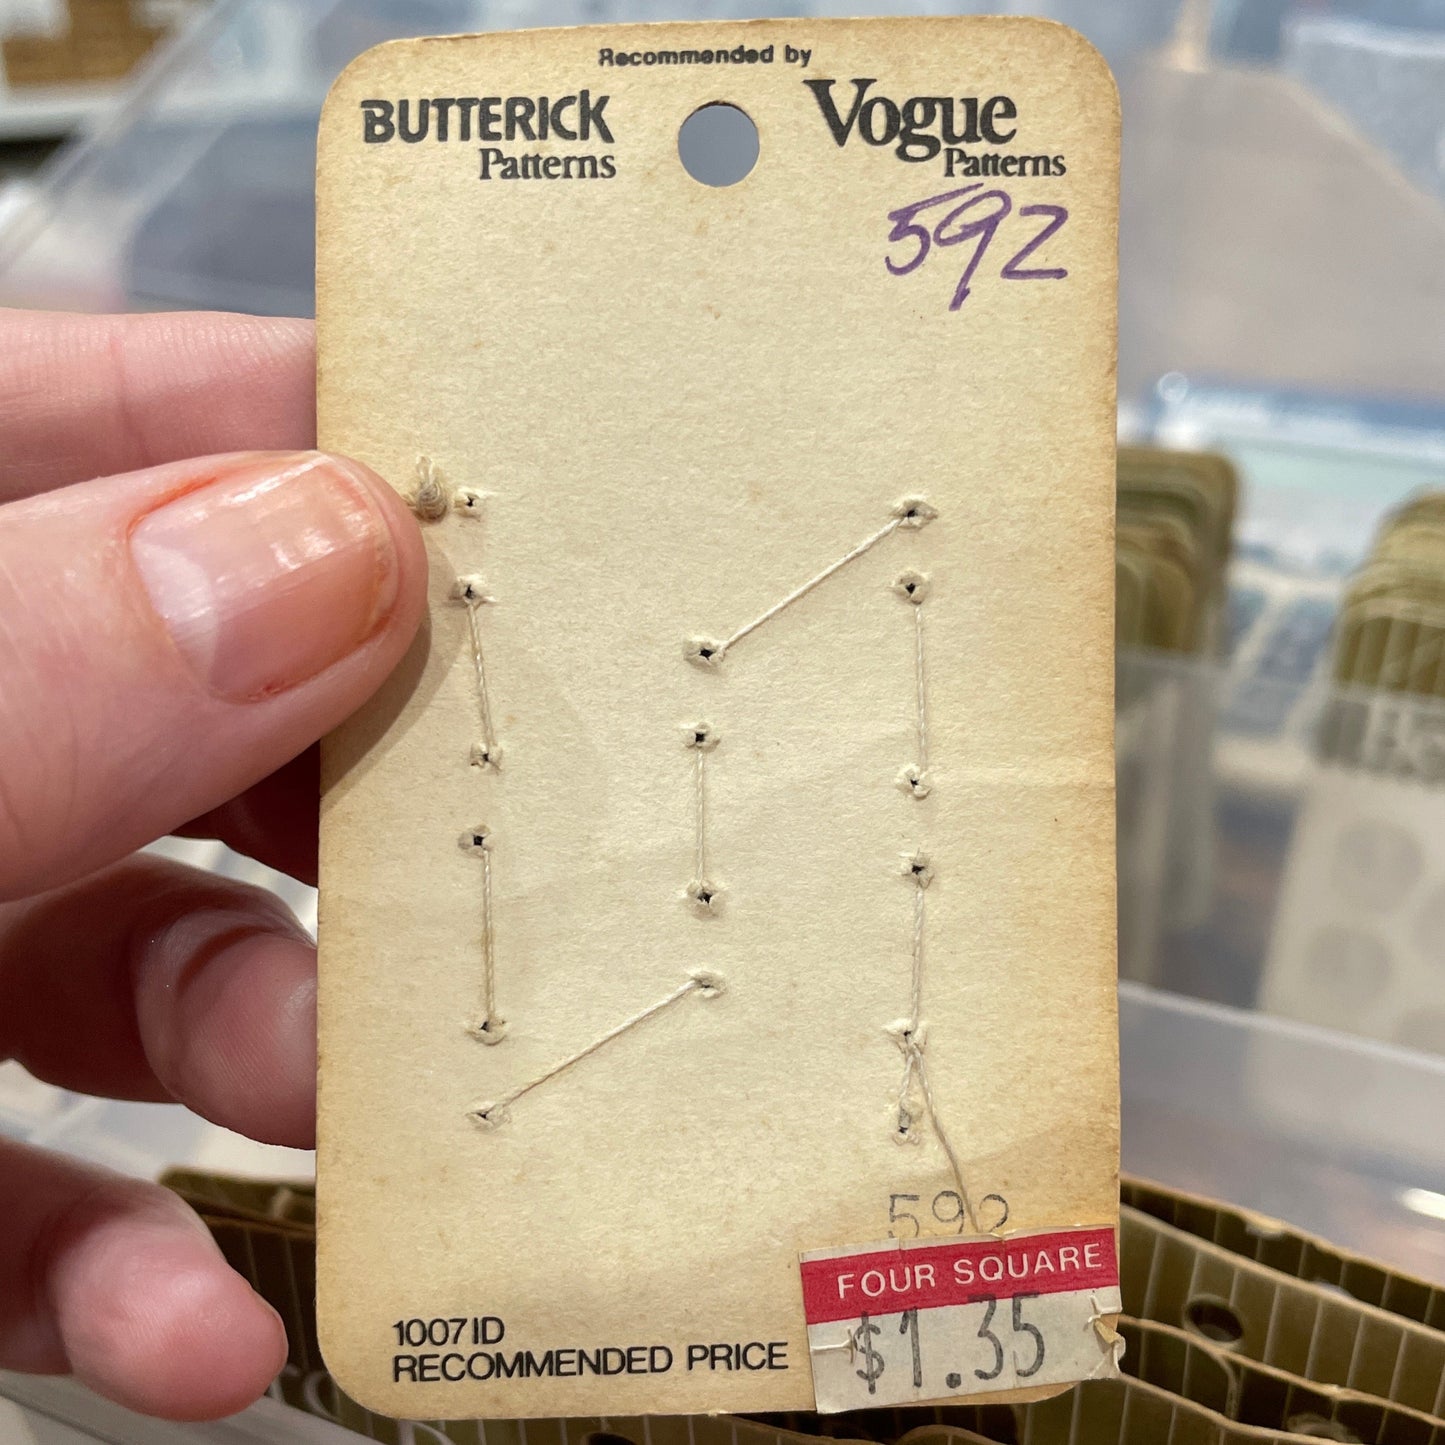 Recommended by
BUTTERICK
Patterns
Vogue
Patterns
592
592
FOUR SQUARE
$1.35
1007 ID
RECOMMENDED PRICE